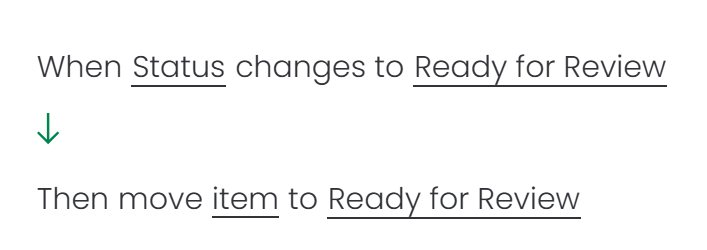 When Status changes to Ready for Review
Then move item to Ready for Review